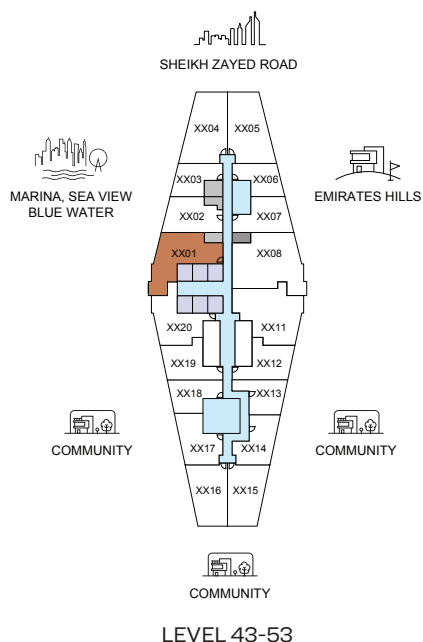 SHEIKH ZAYED ROAD
XX04
XX05
MARINA, SEA VIEW
BLUE WATER
EMIRATES HILLS
XX03
XX06
XX02
XX07
XX01
XX08
XX20
XX11
XX19
XX12
XX18
XX13
COMMUNITY
COMMUNITY
XX17
XX14
XX16
XX15
COMMUNITY
LEVEL 43-53